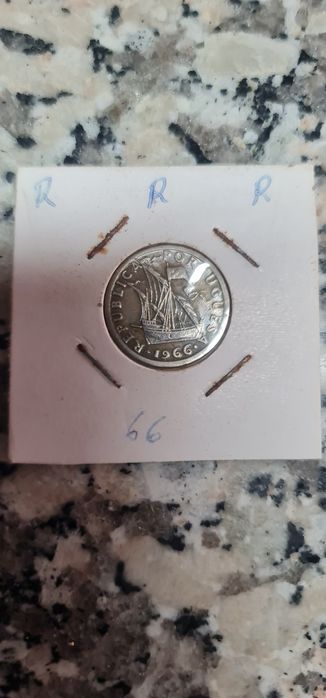 R R R
REPUBLICA PORTUGUESA
·1966·
66